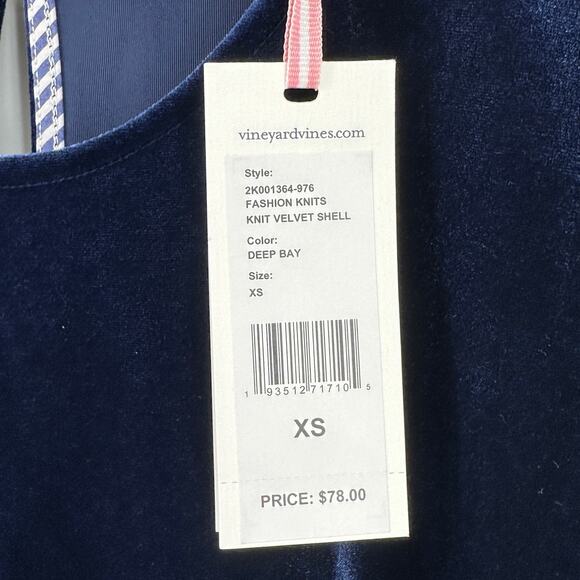 vineyardvines.com
Style:
2K001364-976
FASHION KNITS
KNIT VELVET SHELL
Color:
DEEP BAY
Size:
XS
1 93512 71710 5
XS
PRICE: $78.00